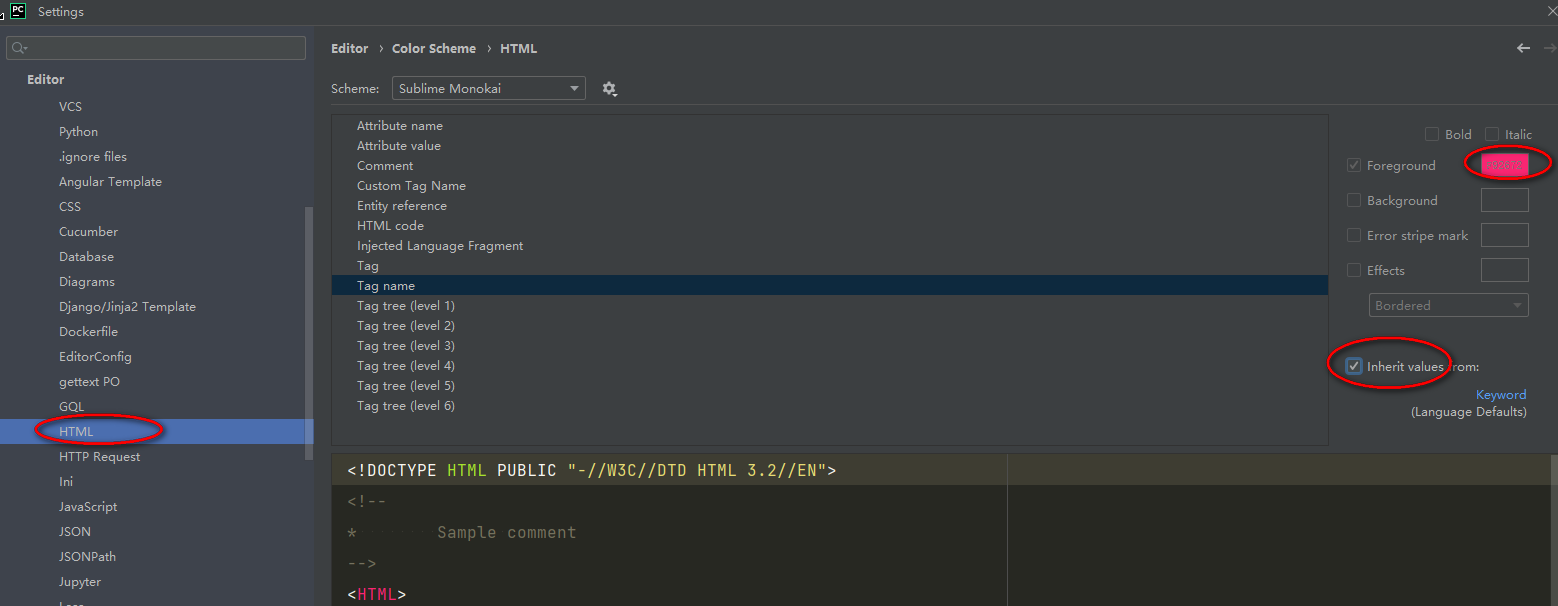 PC Settings
Editor
VCS
Python
.ignore files
Angular Template
CSS
Cucumber
Database
Diagrams
Django/Jinja2 Template
Dockerfile
EditorConfig
gettext PO
GQL
HTML
HTTP Request
Ini
JavaScript
JSON
JSONPath
Jupyter
Editor › Color Scheme › HTML
Scheme: Sublime Monokai
Attribute name
Attribute value
Comment
Custom Tag Name
Entity reference
HTML code
Injected Language Fragment
Tag
Tag name
Tag tree (level 1)
Tag tree (level 2)
Tag tree (level 3)
Tag tree (level 4)
Tag tree (level 5)
Tag tree (level 6)
Bold Italic
Foreground
Background
Error stripe mark
Effects
Bordered
Inherit values from:
Keyword
(Language Defaults)
<!DOCTYPE HTML PUBLIC "-//W3C//DTD HTML 3.2//EN">
<!--
* Sample comment
-->
<HTML>